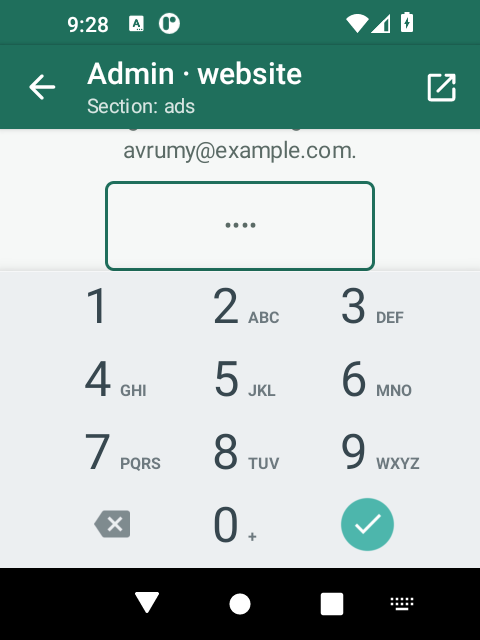 9:28
Admin · website
Section: ads
avrumy@example.com.
••••
1
2 ABC
3 DEF
4 GHI
5 JKL
6 MNO
7 PQRS
8 TUV
9 WXYZ
0 +